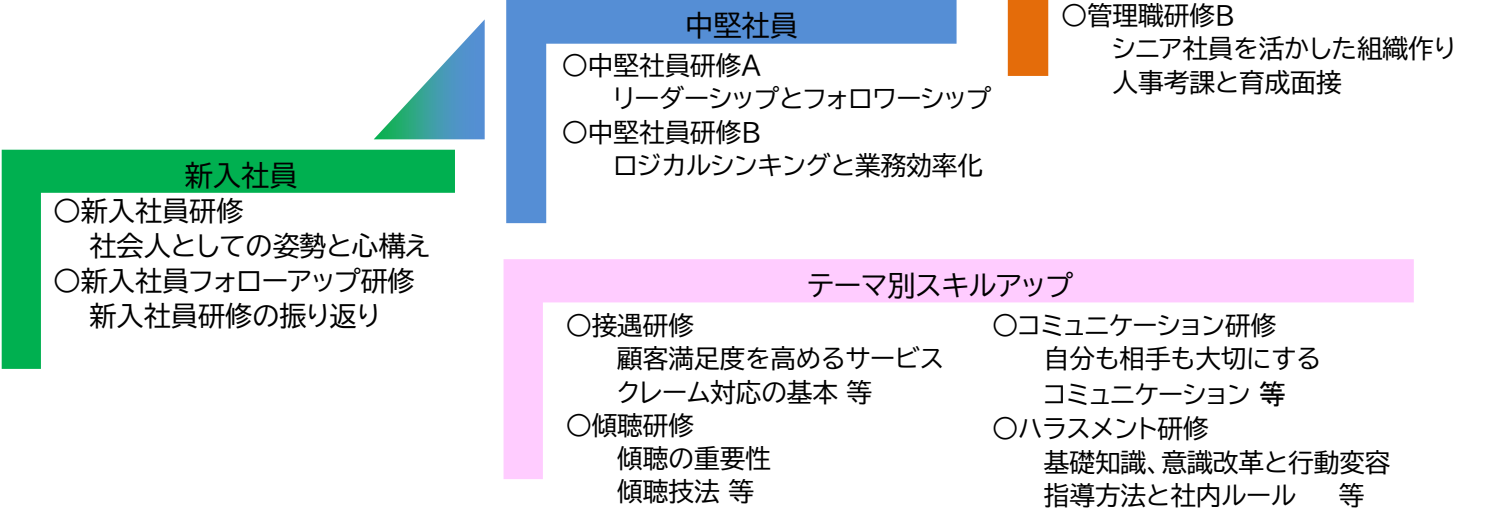 中堅社員
〇中堅社員研修A
リーダーシップとフォロワーシップ
〇中堅社員研修B
ロジカルシンキングと業務効率化
〇管理職研修B
シニア社員を活かした組織作り
人事考課と育成面接
新入社員
〇新入社員研修
社会人としての姿勢と心構え
〇新入社員フォローアップ研修
新入社員研修の振り返り
テーマ別スキルアップ
〇接遇研修
顧客満足度を高めるサービス
クレーム対応の基本 等
〇傾聴研修
傾聴の重要性
傾聴技法 等
〇コミュニケーション研修
自分も相手も大切にする
コミュニケーション 等
〇ハラスメント研修
基礎知識、意識改革と行動変容
指導方法と社内ルール 等